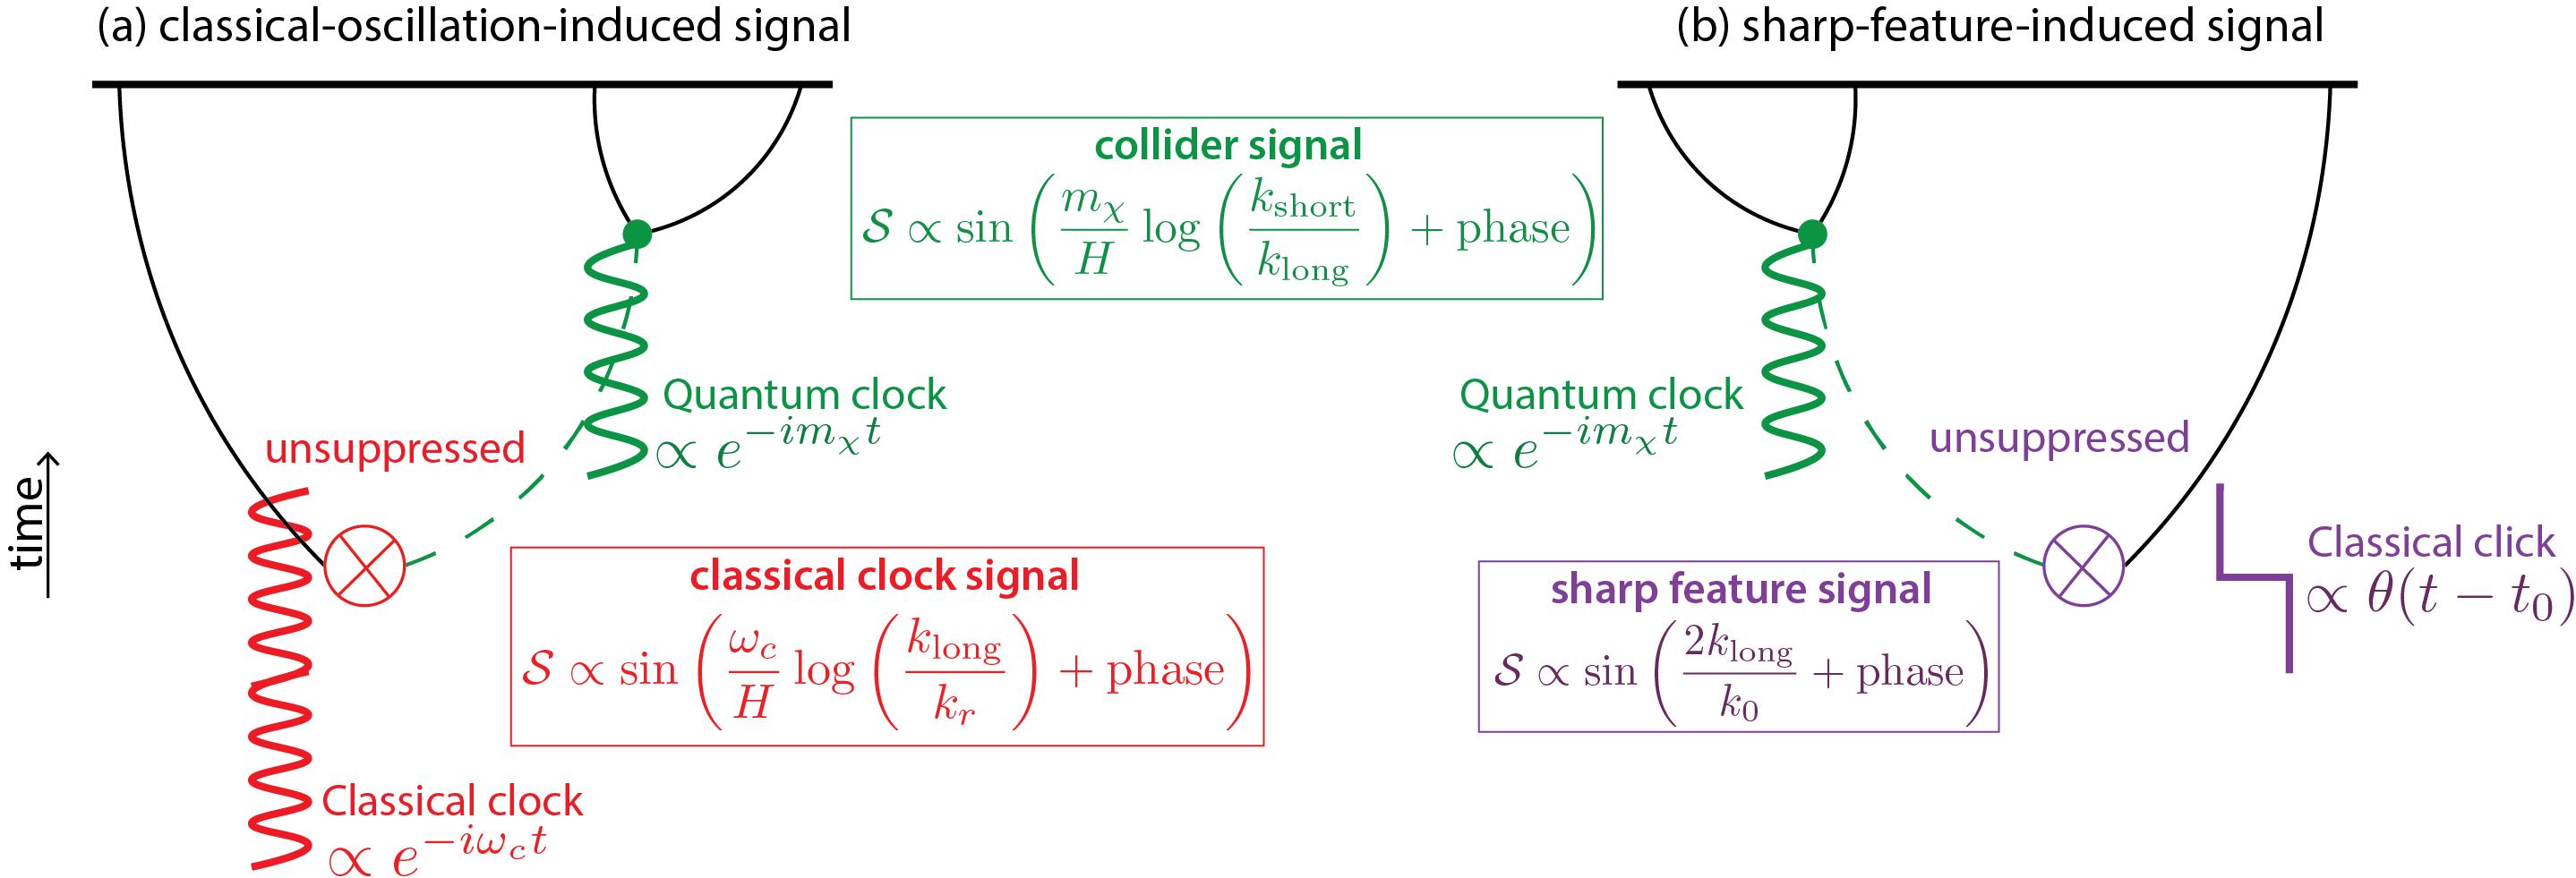 (a) classical-oscillation-induced signal
(b) sharp-feature-induced signal
collider signal
$\mathcal{S} \propto \sin\left(\frac{m_\chi}{H} \log\left(\frac{k_{\text{short}}}{k_{\text{long}}}\right) + \text{phase}\right)$
Quantum clock
$\propto e^{-im_\chi t}$
Quantum clock
$\propto e^{-im_\chi t}$
unsuppressed
unsuppressed
time
classical clock signal
$\mathcal{S} \propto \sin\left(\frac{\omega_c}{H} \log\left(\frac{k_{\text{long}}}{k_r}\right) + \text{phase}\right)$
sharp feature signal
$\mathcal{S} \propto \sin\left(\frac{2k_{\text{long}}}{k_0} + \text{phase}\right)$
Classical click
$\propto \theta(t - t_0)$
Classical clock
$\propto e^{-i\omega_c t}$